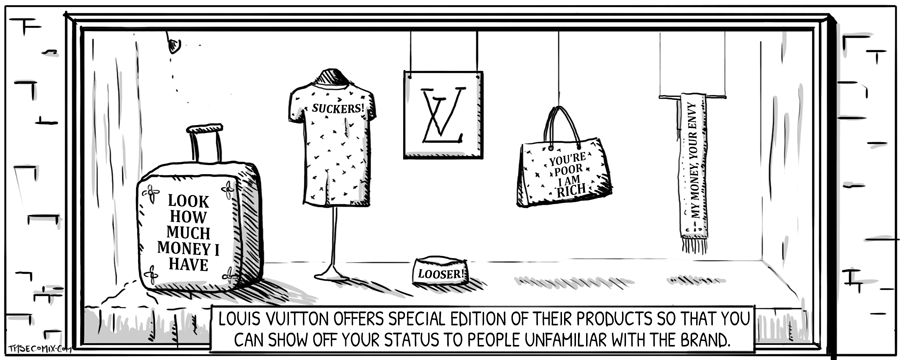 SUCKERS!
LV
YOU'RE
POOR
I AM
RICH
MY MONEY, YOUR ENVY
LOOK
HOW
MUCH
MONEY I
HAVE
LOOSER!
LOUIS VUITTON OFFERS SPECIAL EDITION OF THEIR PRODUCTS SO THAT YOU
CAN SHOW OFF YOUR STATUS TO PEOPLE UNFAMILIAR WITH THE BRAND.